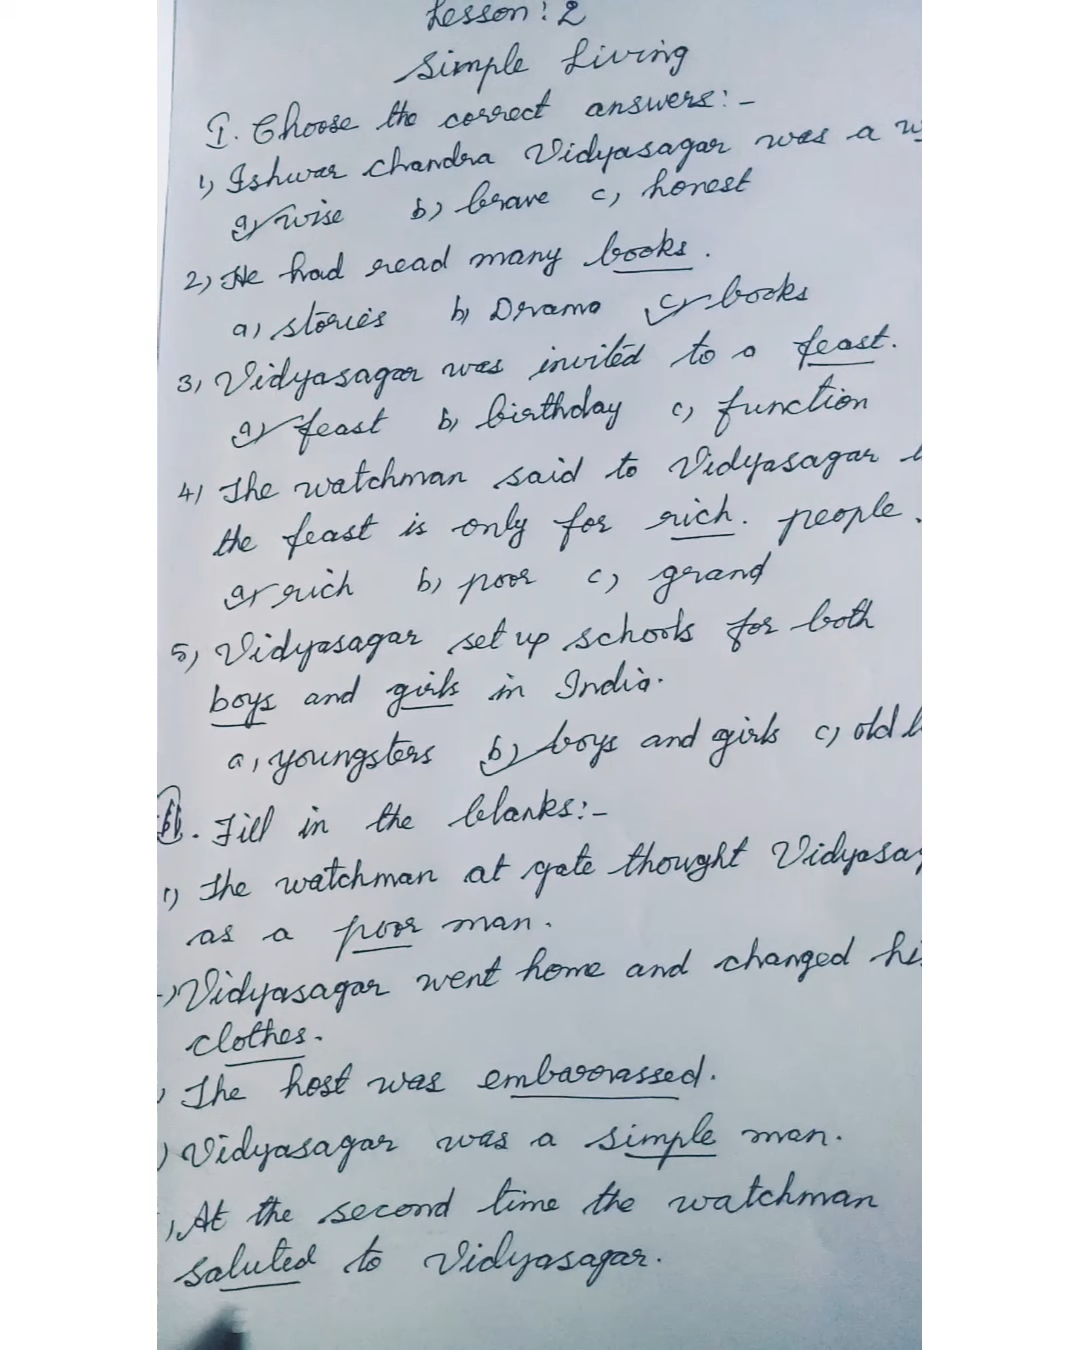 Lesson: 2
Simple Living
I. Choose the correct answers:-
1) Ishwar chandra Vidyasagar was a
a) wise b) brave c) honest
2) He had read many books.
a) stories b) Drama c) books
3) Vidyasagar was invited to a feast.
a) feast b) birthday c) function
4) The watchman said to Vidyasagar
the feast is only for rich. people.
a) rich b) poor c) grand
5) Vidyasagar set up schools for both
boys and girls in India.
a) youngsters b) boys and girls c) old
. Fill in the blanks:-
1) The watchman at gate thought Vidyasag
as a poor man.
) Vidyasagar went home and changed hi
clothes.
) The host was embarorassed.
) Vidyasagar was a simple man.
) At the second time the watchman
saluted to Vidyasagar.